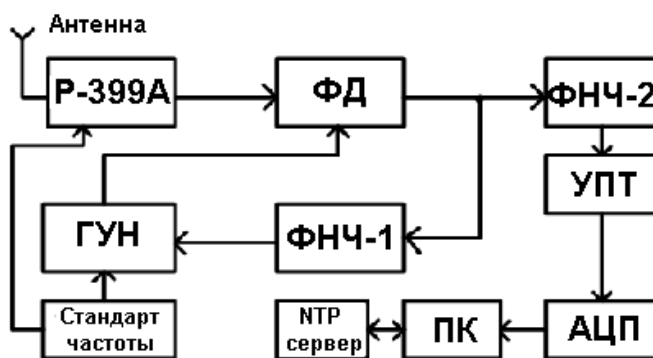 Антенна
Р-399А
ФД
ФНЧ-2
УПТ
ГУН
ФНЧ-1
Стандарт
частоты
NTP
сервер
ПК
АЦП